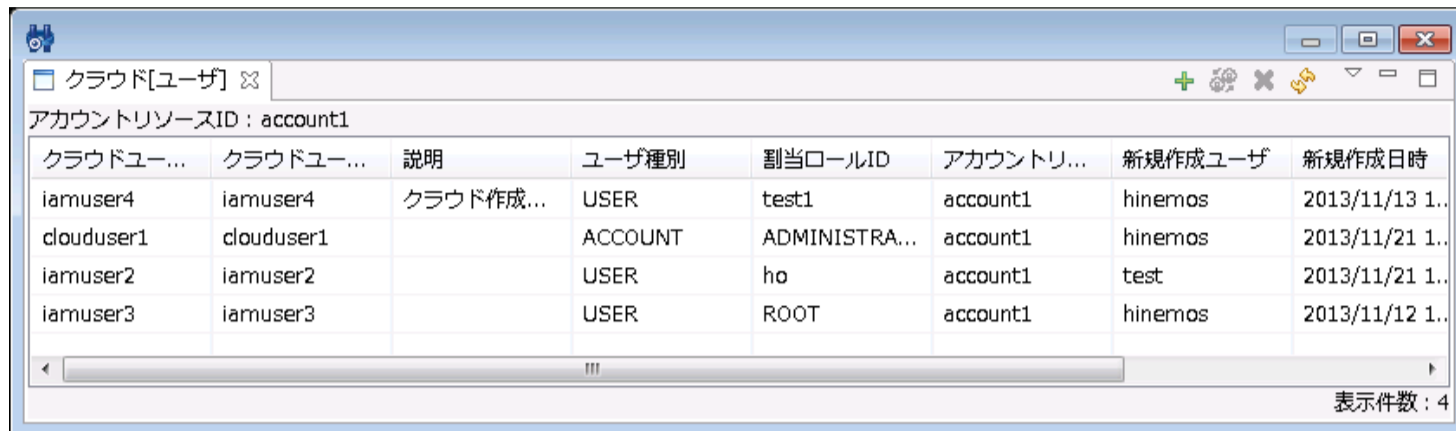 クラウド[ユーザ]
アカウントリソースID : account1
クラウドユー... クラウドユー... 説明 ユーザ種別 割当ロールID アカウントリ... 新規作成ユーザ 新規作成日時
iamuser4 iamuser4 クラウド作成... USER test1 account1 hinemos 2013/11/13 1..
clouduser1 clouduser1 ACCOUNT ADMINISTRA... account1 hinemos 2013/11/21 1..
iamuser2 iamuser2 USER ho account1 test 2013/11/21 1..
iamuser3 iamuser3 USER ROOT account1 hinemos 2013/11/12 1..
表示件数 : 4